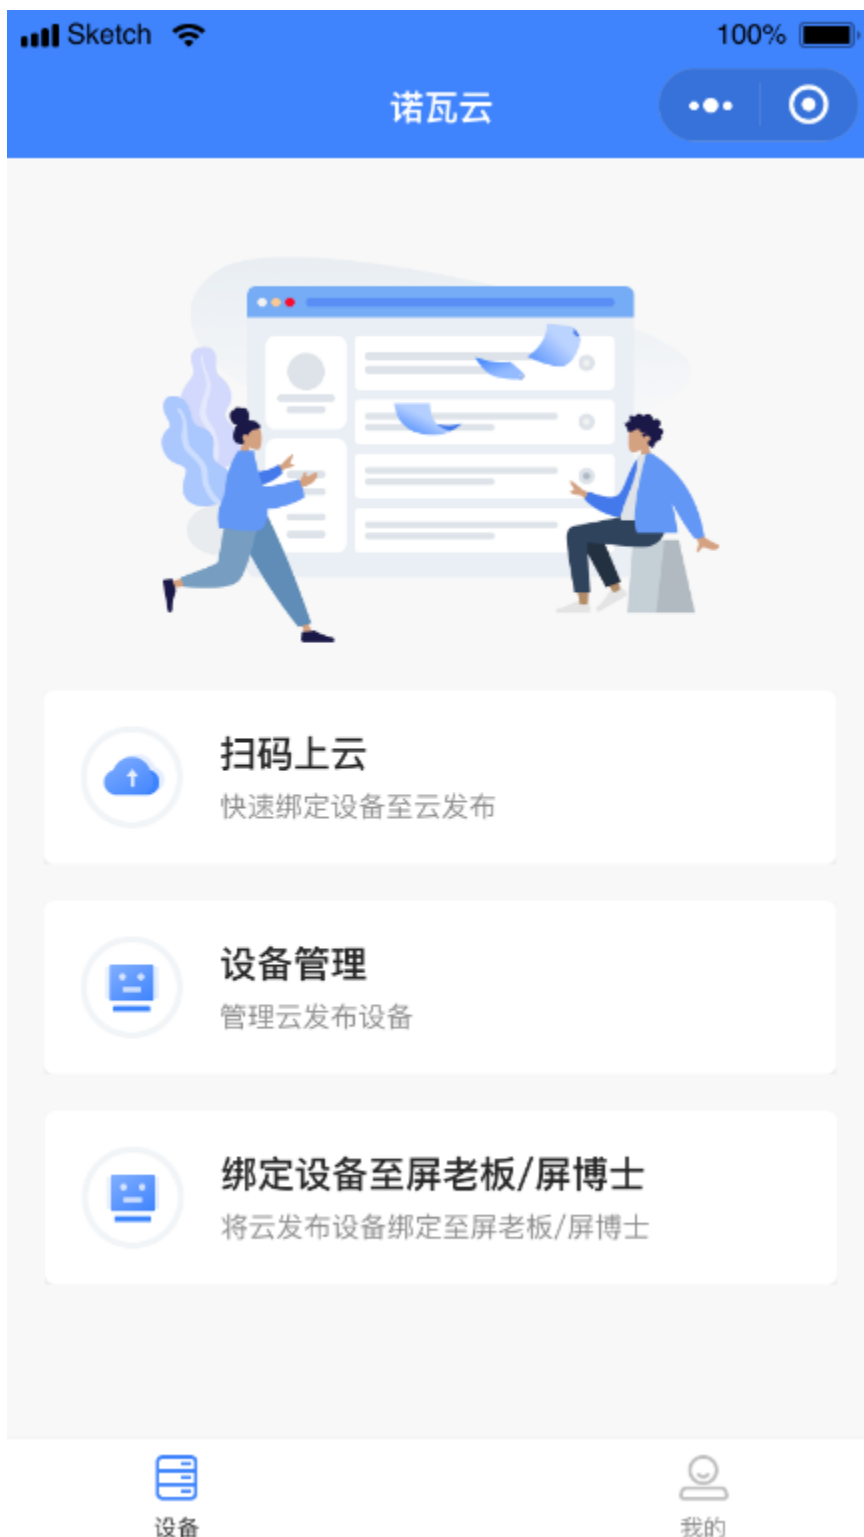 Sketch 100%
诺瓦云
扫码上云
快速绑定设备至云发布
设备管理
管理云发布设备
绑定设备至屏老板/屏博士
将云发布设备绑定至屏老板/屏博士
设备 我的